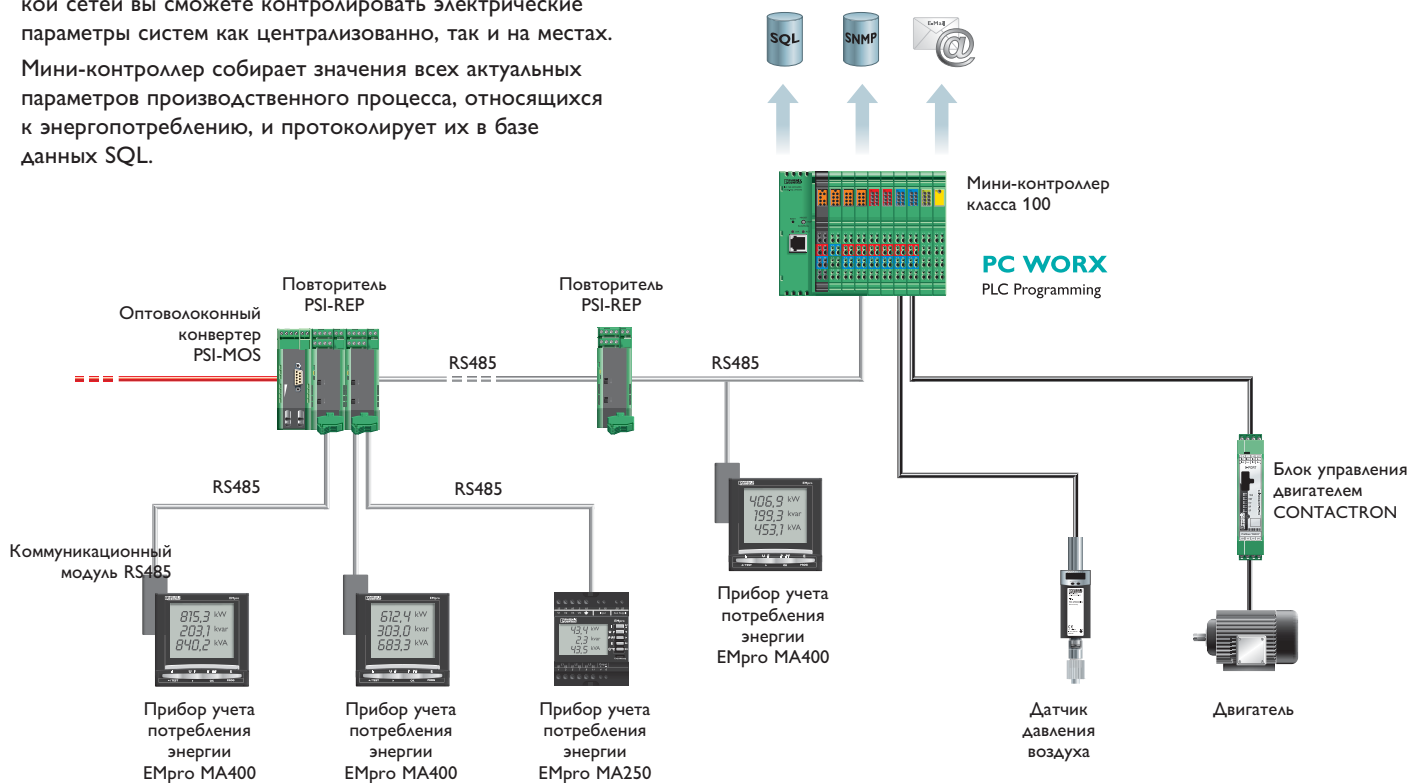 кой сетей вы сможете контролировать электрические
параметры систем как централизованно, так и на местах.
Мини-контроллер собирает значения всех актуальных
параметров производственного процесса, относящихся
к энергопотреблению, и протоколирует их в базе
данных SQL.
SQL
SNMP
E-Mail
@
Мини-контроллер
класса 100
PC WORX
PLC Programming
Повторитель
PSI-REP
Повторитель
PSI-REP
Оптоволоконный
конвертер
PSI-MOS
RS485
RS485
RS485
RS485
Блок управления
двигателем
CONTACTRON
406,9 kW
199,3 kvar
453,1 kVA
Коммуникационный
модуль RS485
Прибор учета
потребления
энергии
EMpro MA400
EMpro
815,3 kW
203,1 kvar
840,2 kVA
EMpro
612,4 kW
303,0 kvar
683,3 kVA
EMpro
43,4 kW
2,3 kvar
43,5 kVA
Прибор учета
потребления
энергии
EMpro MA400
Прибор учета
потребления
энергии
EMpro MA400
Прибор учета
потребления
энергии
EMpro MA250
Датчик
давления
воздуха
Двигатель